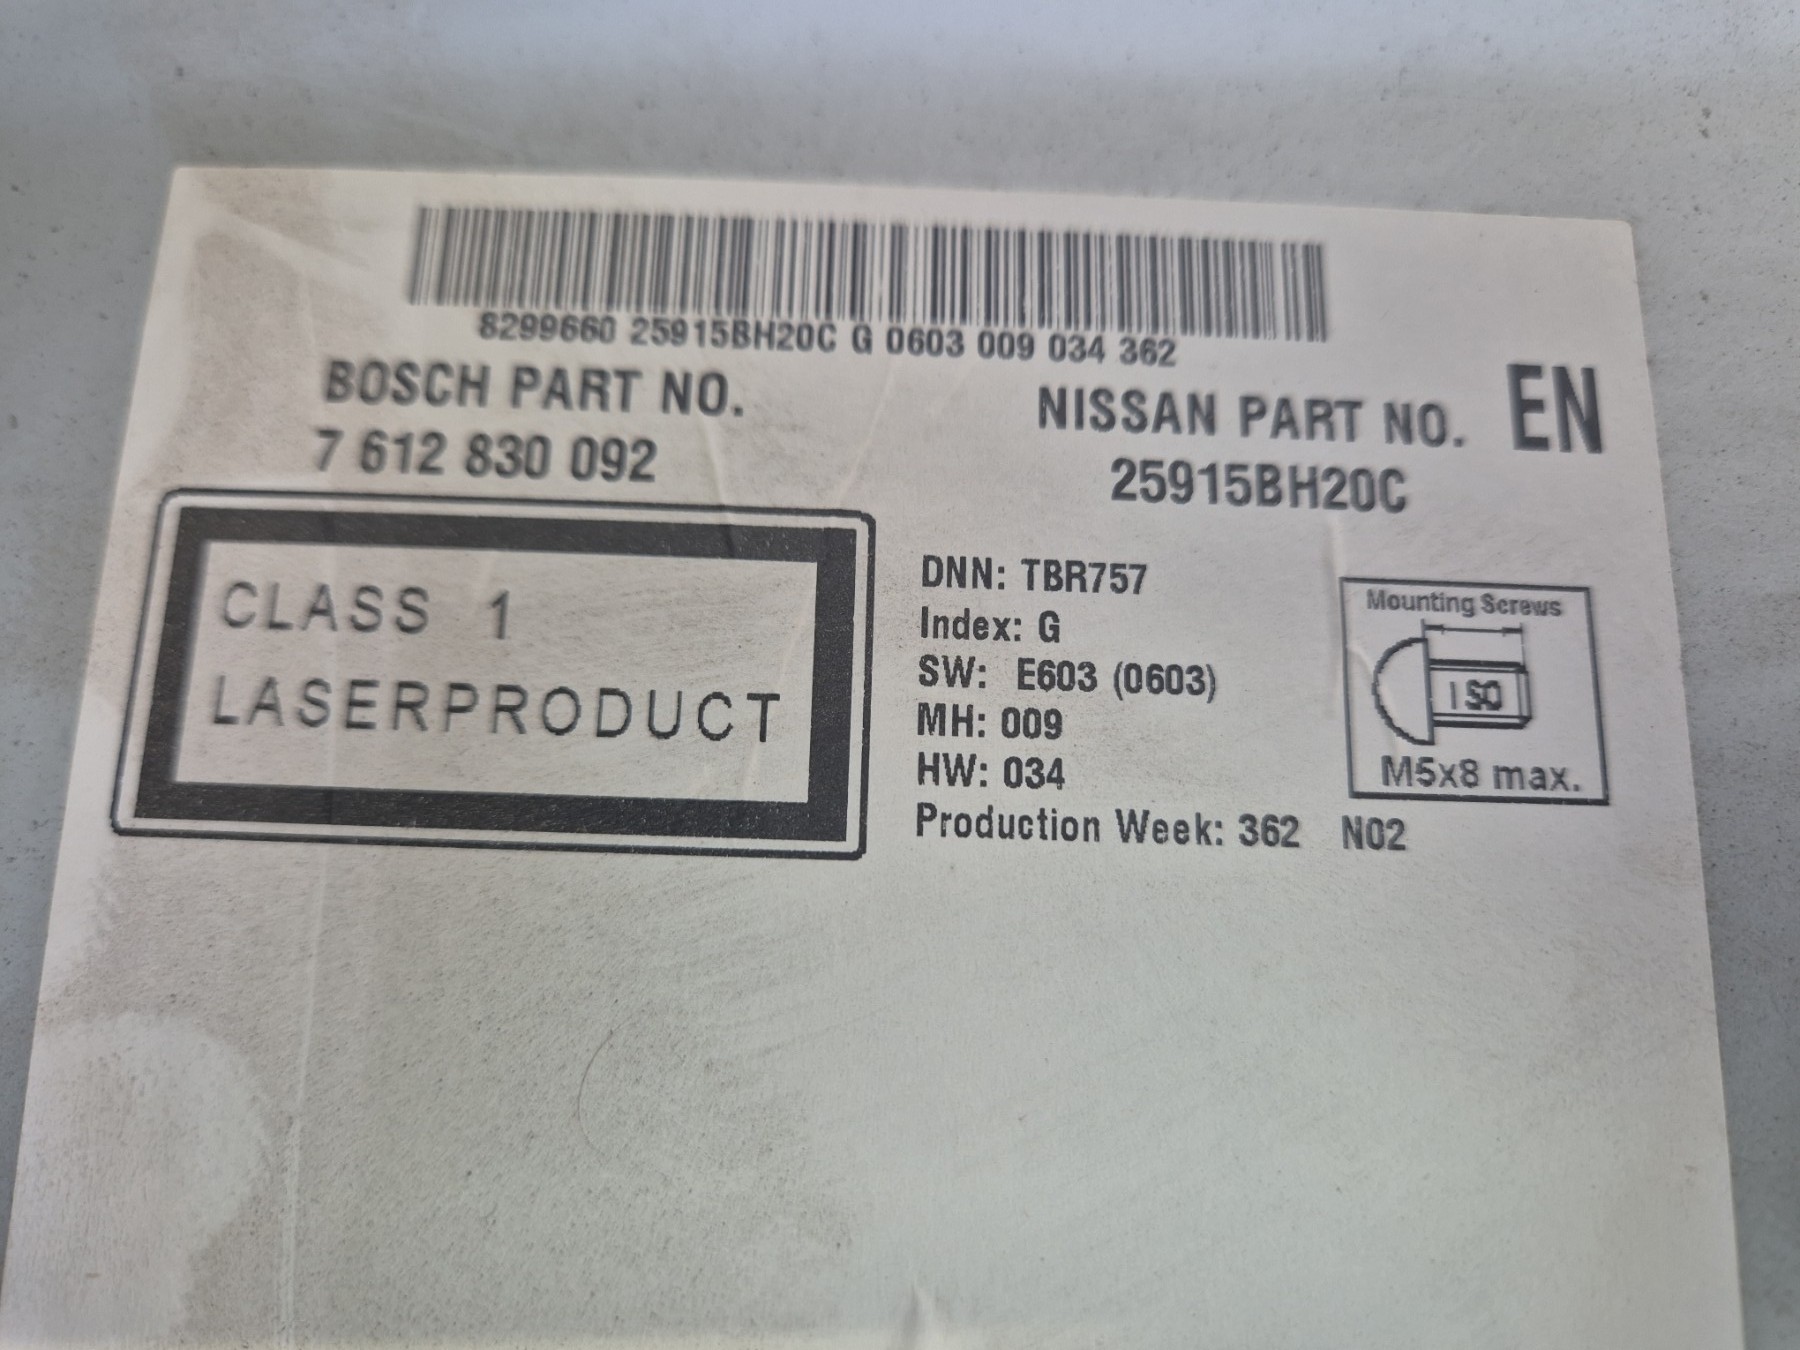 8299660 25915BH20C G 0603 009 034 362
BOSCH PART NO.
7 612 830 092
NISSAN PART NO.
25915BH20C
EN
CLASS 1
LASERPRODUCT
DNN: TBR757
Index: G
SW: E603 (0603)
MH: 009
HW: 034
Production Week: 362 N02
Mounting Screws
ISO
M5x8 max.